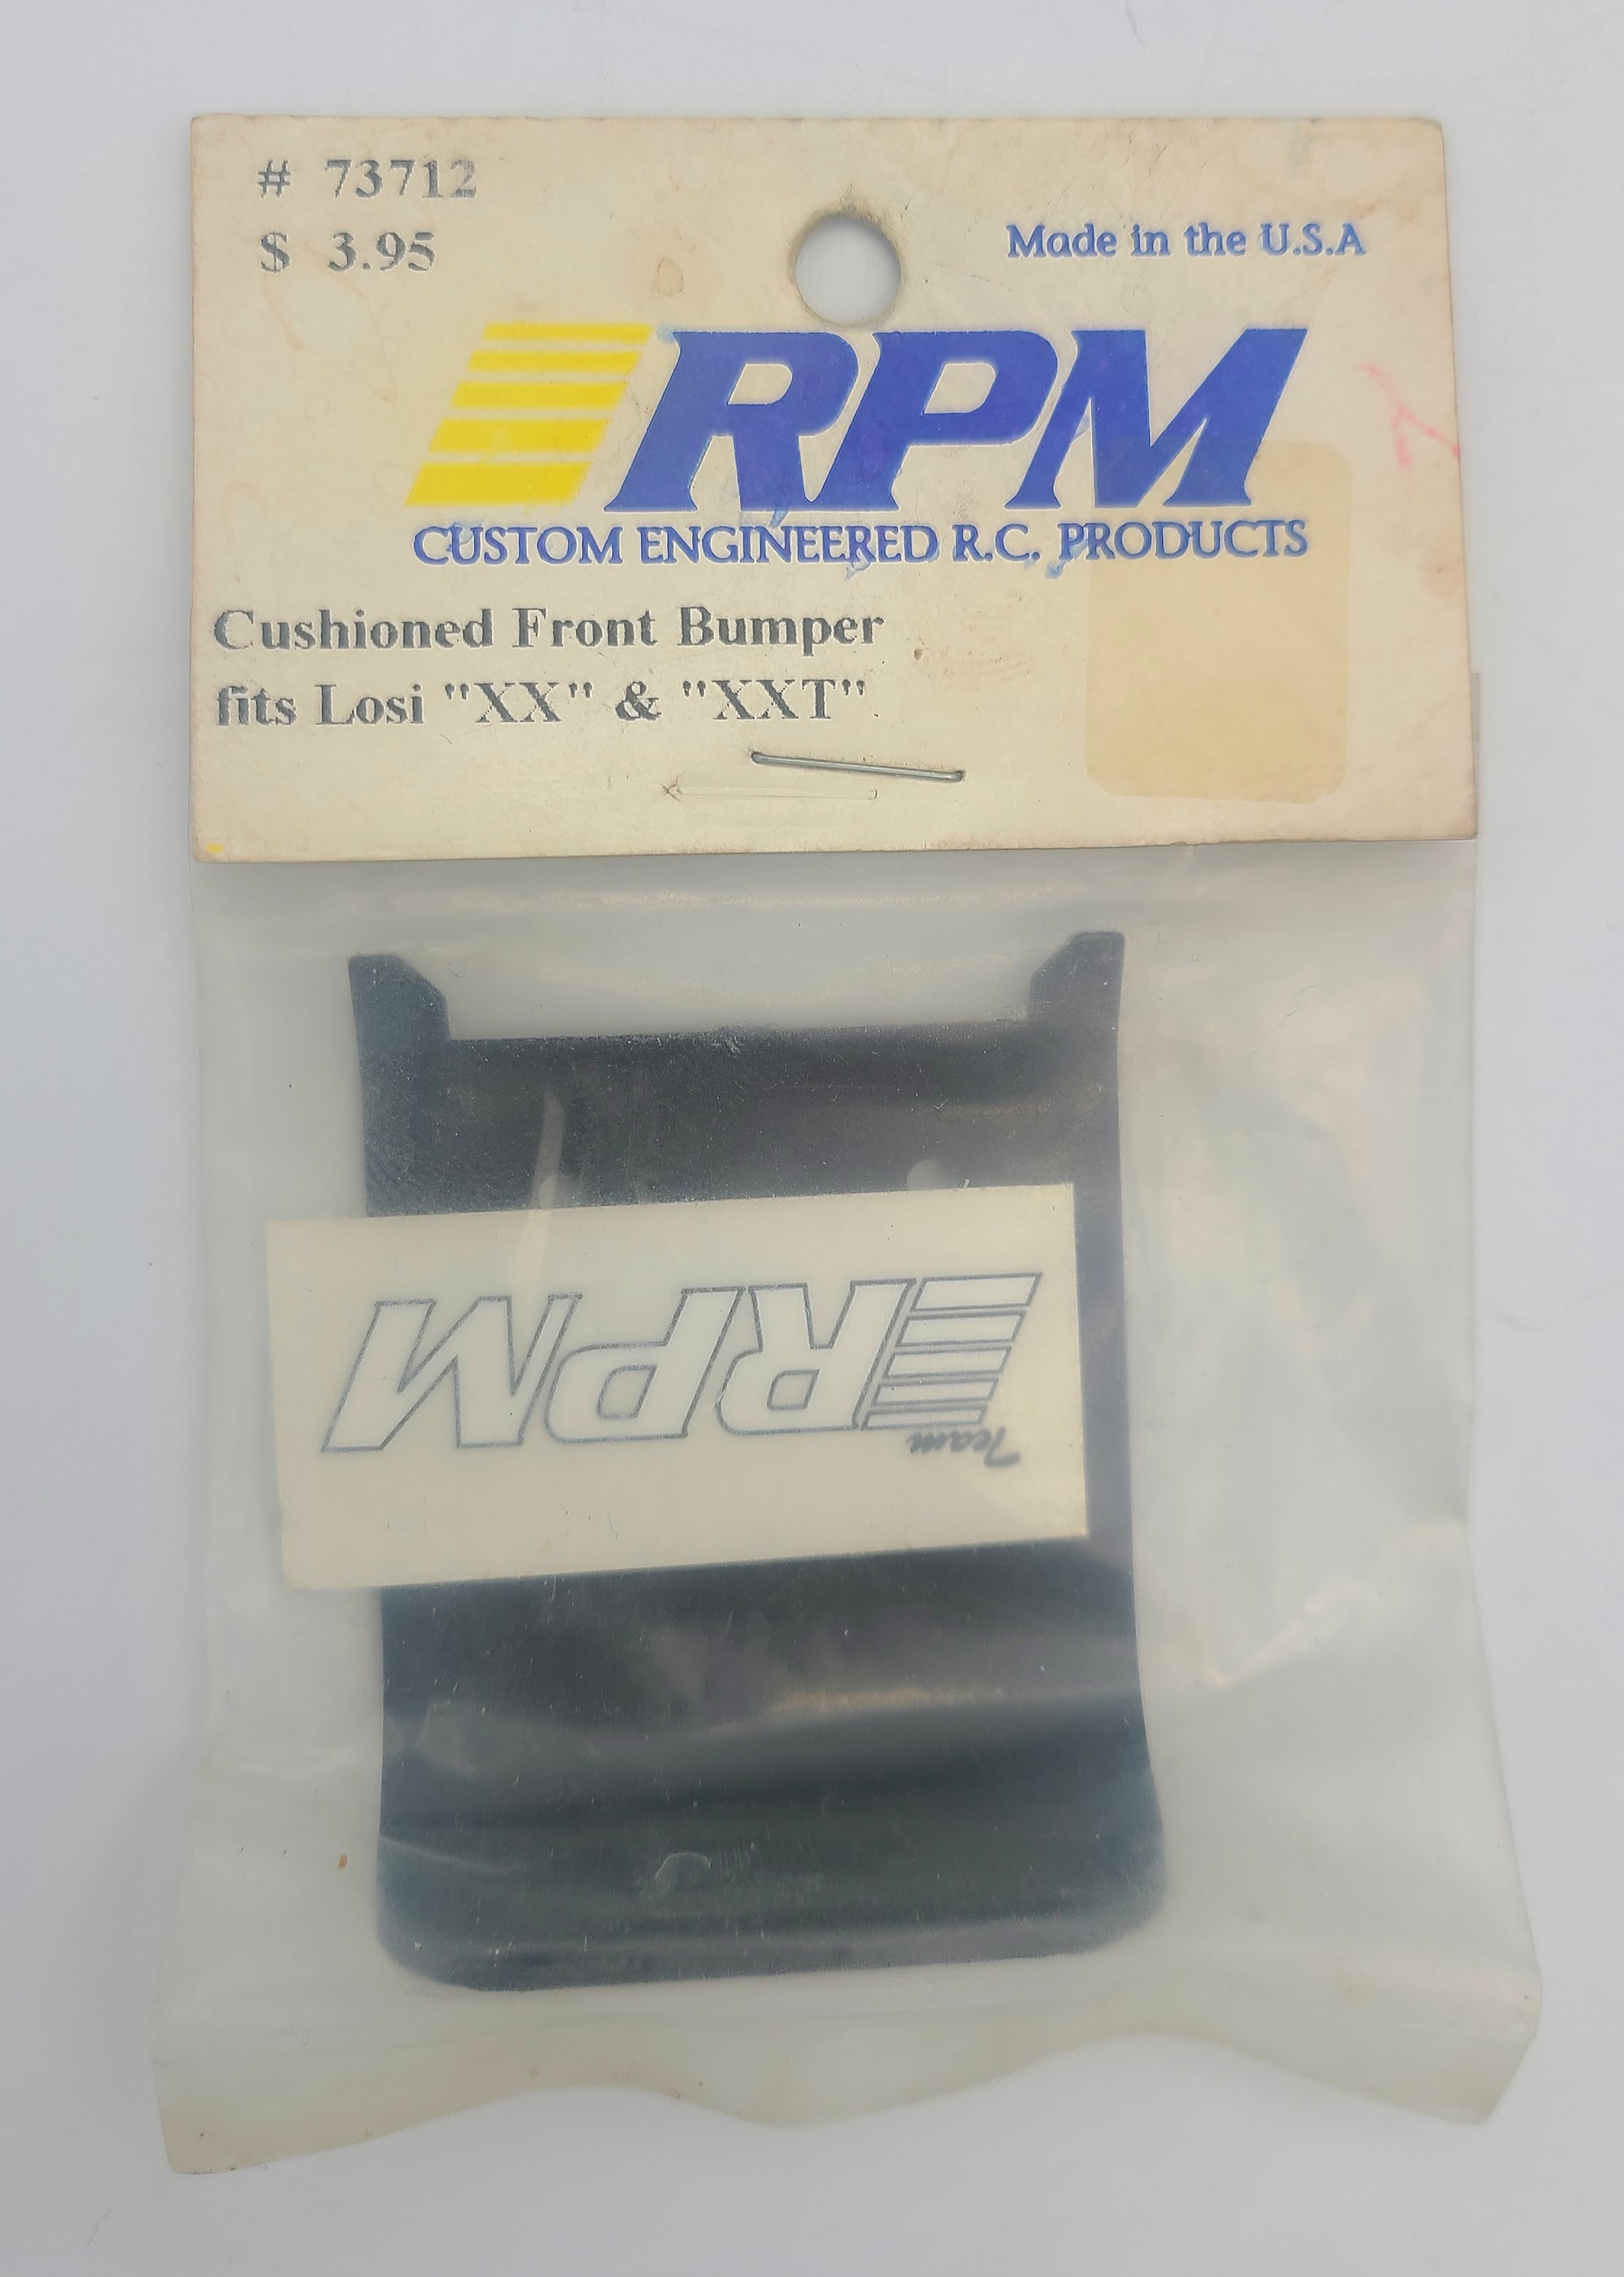 # 73712
$ 3.95
Made in the U.S.A
RPM
CUSTOM ENGINEERED R.C. PRODUCTS
Cushioned Front Bumper
fits Losi "XX" & "XXT"
Team
RPM